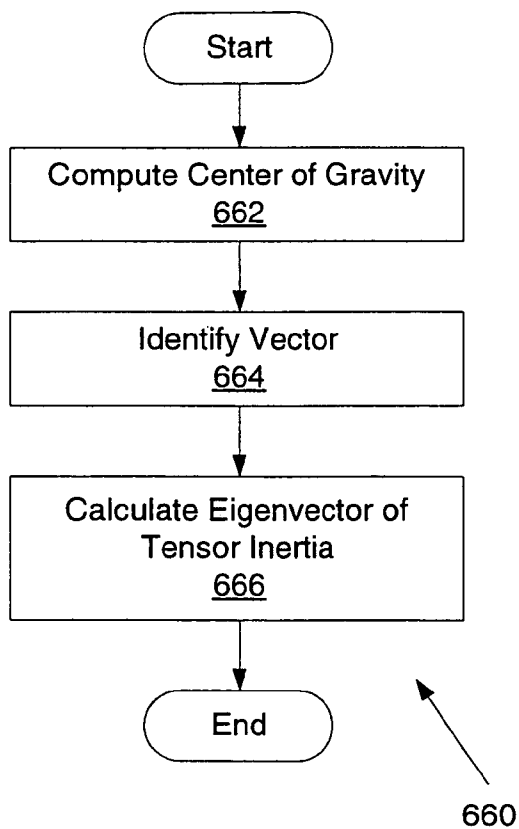 Start
Compute Center of Gravity
662
Identify Vector
664
Calculate Eigenvector of
Tensor Inertia
666
End
660